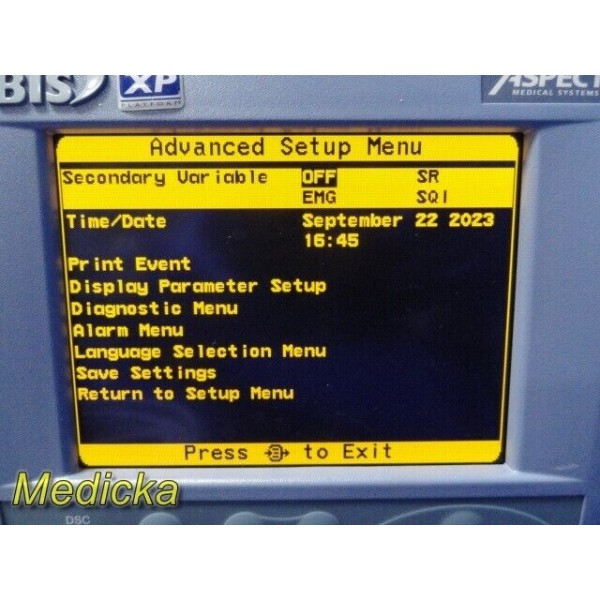 BIS
XP
PLATFORM
ASPECT
MEDICAL SYSTEMS
Advanced Setup Menu
Secondary Variable OFF SR
EMG SQI
Time/Date September 22 2023
16:45
Print Event
Display Parameter Setup
Diagnostic Menu
Alarm Menu
Language Selection Menu
Save Settings
Return to Setup Menu
Press to Exit
Medicka
DSC